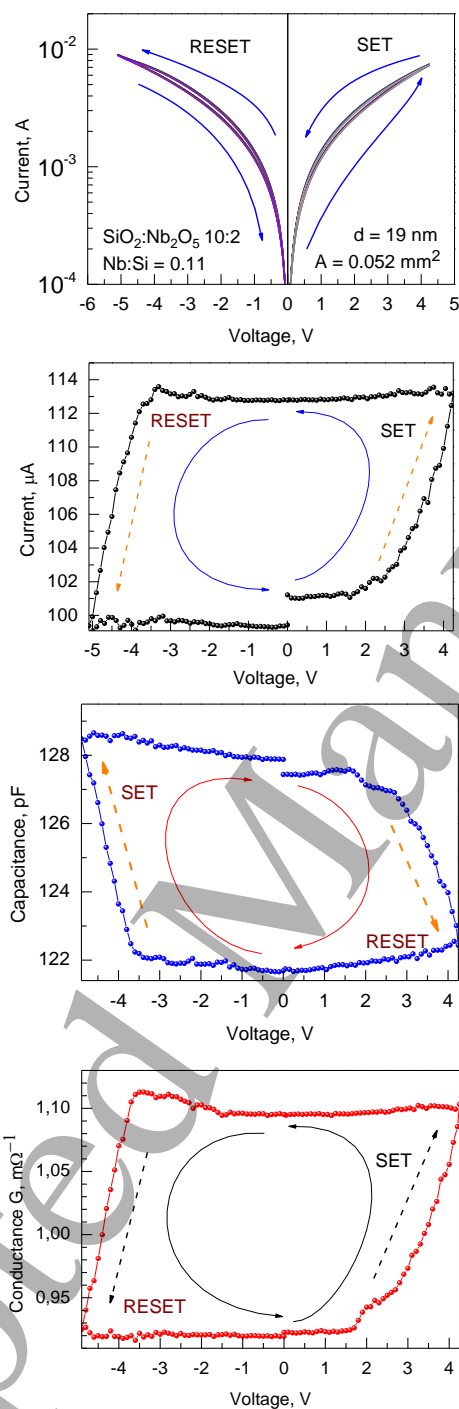 10⁻²
10⁻³
10⁻⁴
Current, A
RESET
SET
SiO₂:Nb₂O₅ 10:2
Nb:Si = 0.11
d = 19 nm
A = 0.052 mm²
-6 -5 -4 -3 -2 -1 0 1 2 3 4 5
Voltage, V
114
112
110
108
106
104
102
100
Current, μA
RESET
SET
-5 -4 -3 -2 -1 0 1 2 3 4
Voltage, V
128
126
124
122
Capacitance, pF
SET
RESET
-4 -3 -2 -1 0 1 2 3 4
Voltage, V
1,10
1,05
1,00
0,95
Conductance G, mΩ⁻¹
SET
RESET
-4 -3 -2 -1 0 1 2 3 4
Voltage, V
pted Man